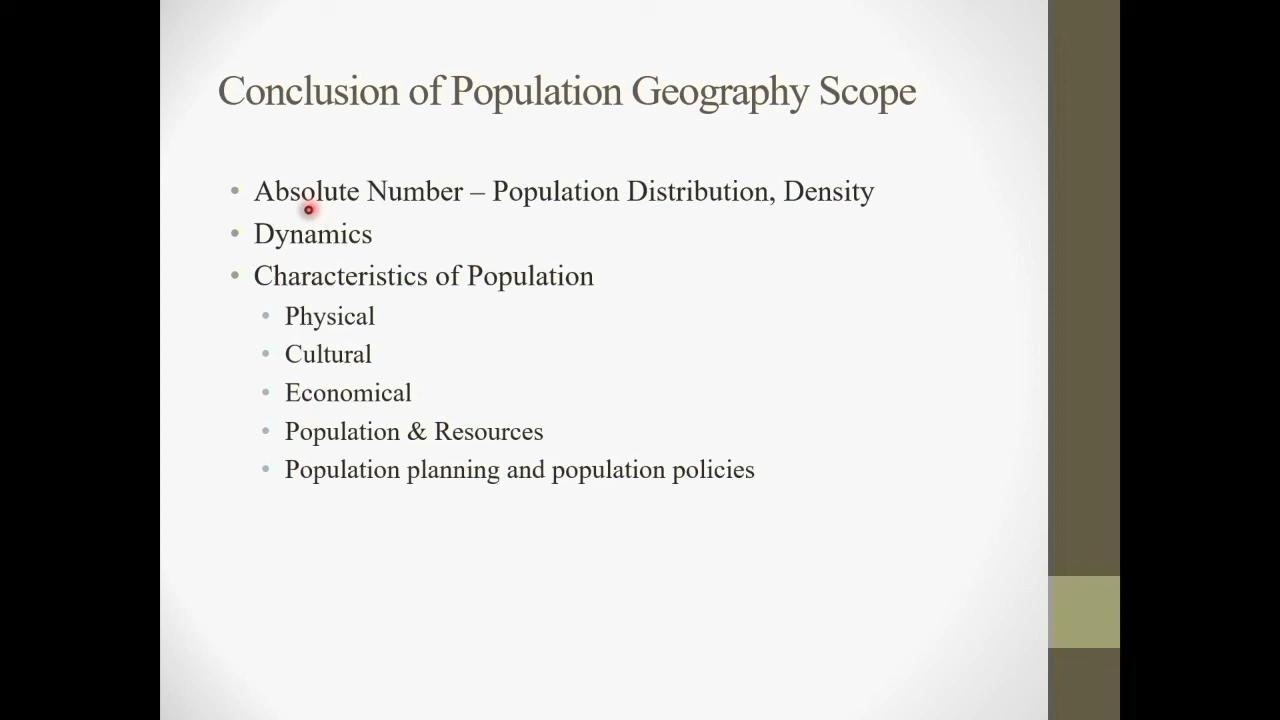 Conclusion of Population Geography Scope
• Absolute Number – Population Distribution, Density
• Dynamics
• Characteristics of Population
• Physical
• Cultural
• Economical
• Population & Resources
• Population planning and population policies